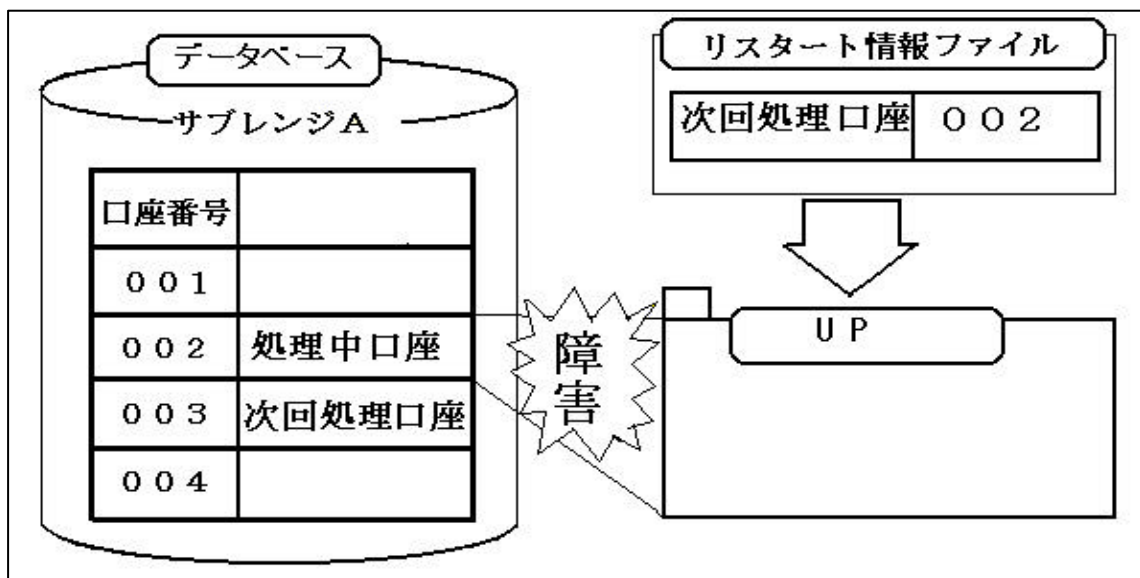 データベース
サブレンジA
口座番号
001
002 処理中口座
003 次回処理口座
004
障害
リスタート情報ファイル
次回処理口座 002
UP